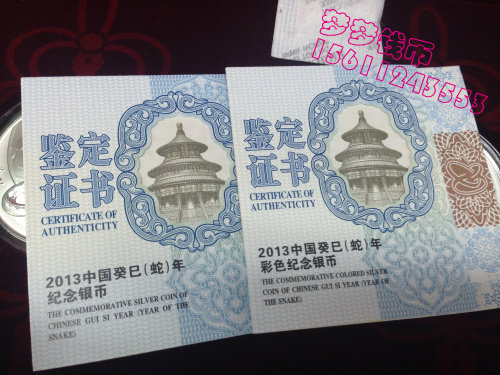 梦梦钱币
15611243553
鉴定
证书
CERTIFICATE OF
AUTHENTICITY
2013中国癸巳(蛇)年
纪念银币
THE COMMEMORATIVE SILVER COIN OF
CHINESE GUI SI YEAR (YEAR OF THE
SNAKE)
鉴定
证书
CERTIFICATE OF
AUTHENTICITY
2013中国癸巳(蛇)年
彩色纪念银币
THE COMMEMORATIVE COLORED SILVER
COIN OF CHINESE GUI SI YEAR (YEAR OF
THE SNAKE)